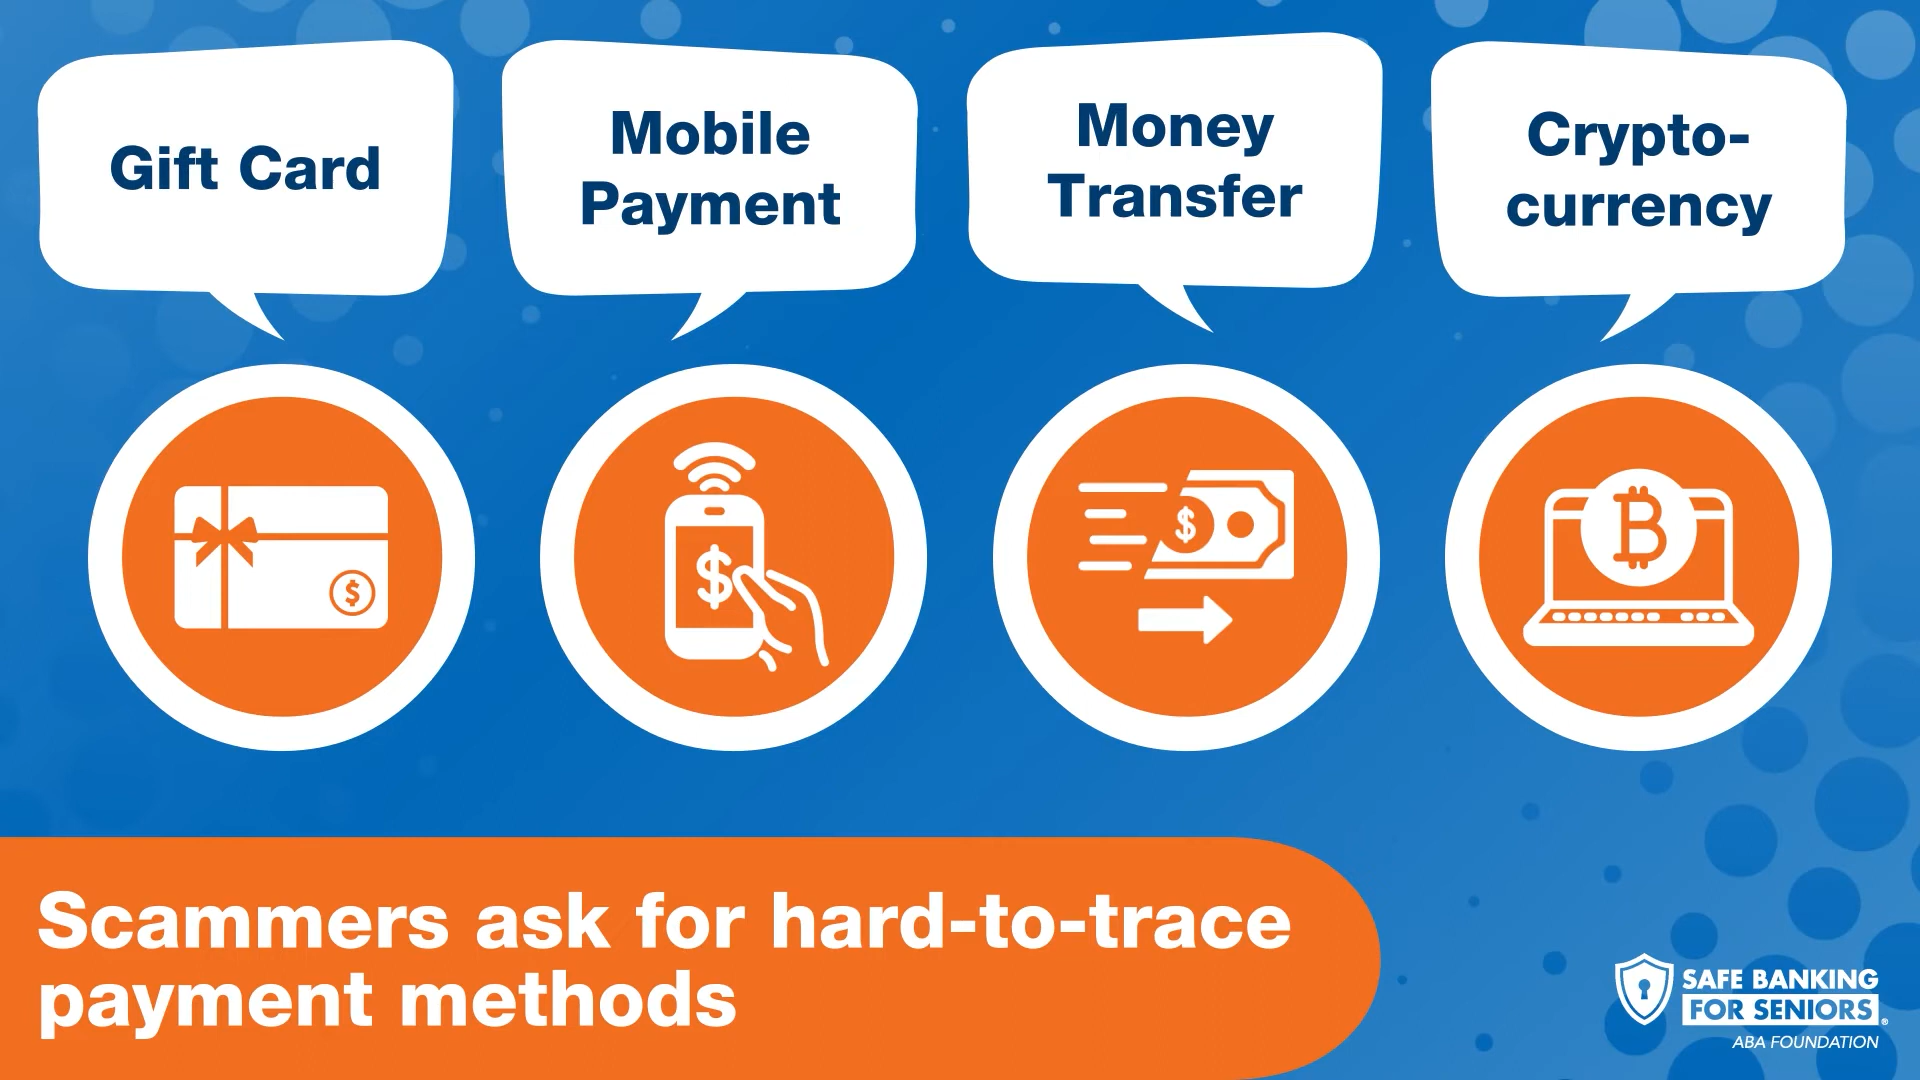 Gift Card
Mobile
Payment
Money
Transfer
Crypto-
currency
$
$
$
Scammers ask for hard-to-trace
payment methods
SAFE BANKING
FOR SENIORS®
ABA FOUNDATION